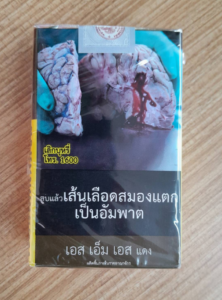 เลิกบุหรี่
โทร. 1600
สูบแล้วเส้นเลือดสมองแตก
เป็นอัมพาต
เอส เอ็ม เอส แดง